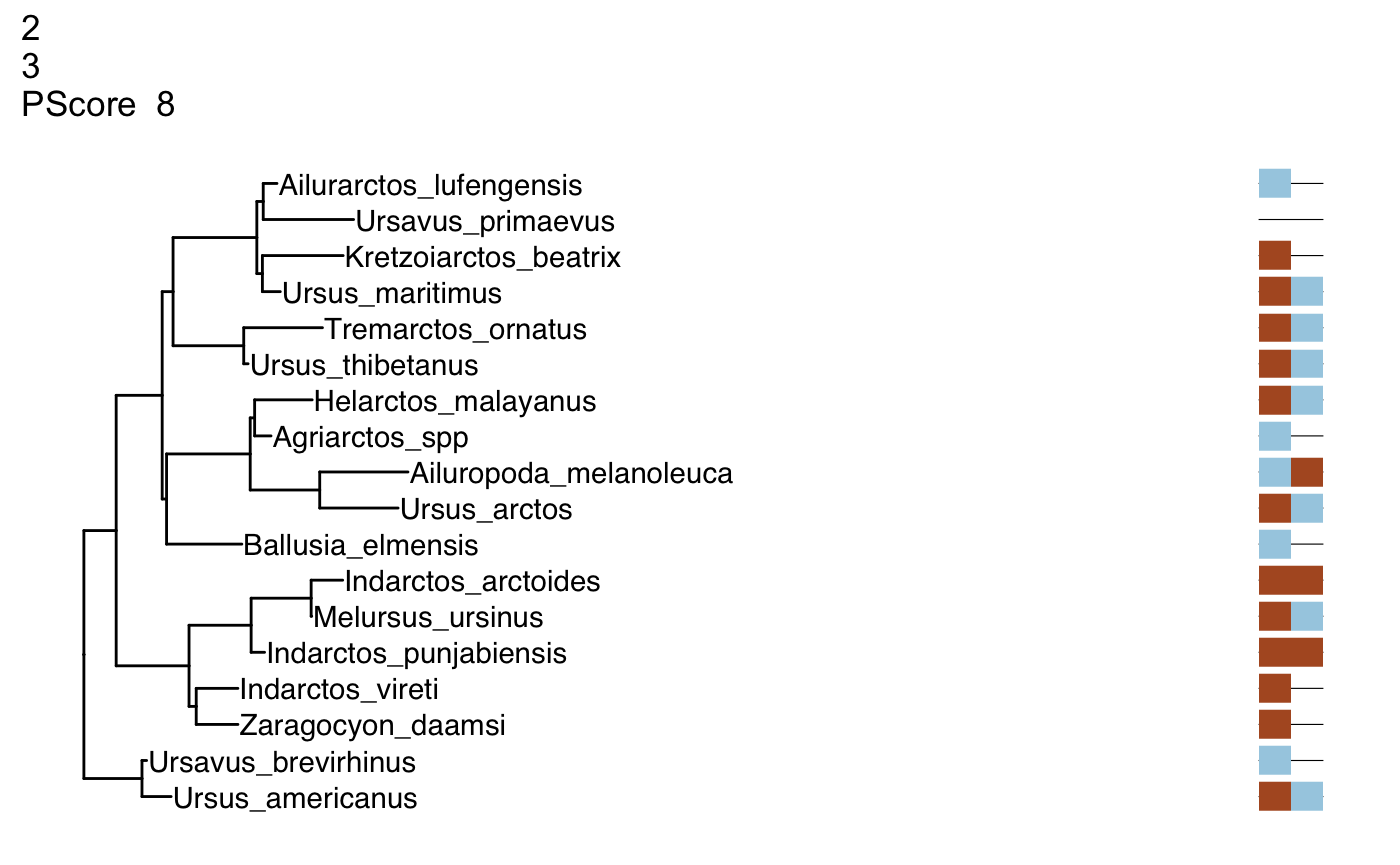 2
3
PScore 8
Ailurarctos_lufengensis
Ursavus_primaevus
Kretzoiarctos_beatrix
Ursus_maritimus
Tremarctos_ornatus
Ursus_thibetanus
Helarctos_malayanus
Agriarctos_spp
Ailuropoda_melanoleuca
Ursus_arctos
Ballusia_elmensis
Indarctos_arctoides
Melursus_ursinus
Indarctos_punjabiensis
Indarctos_vireti
Zaragocyon_daamsi
Ursavus_brevirhinus
Ursus_americanus